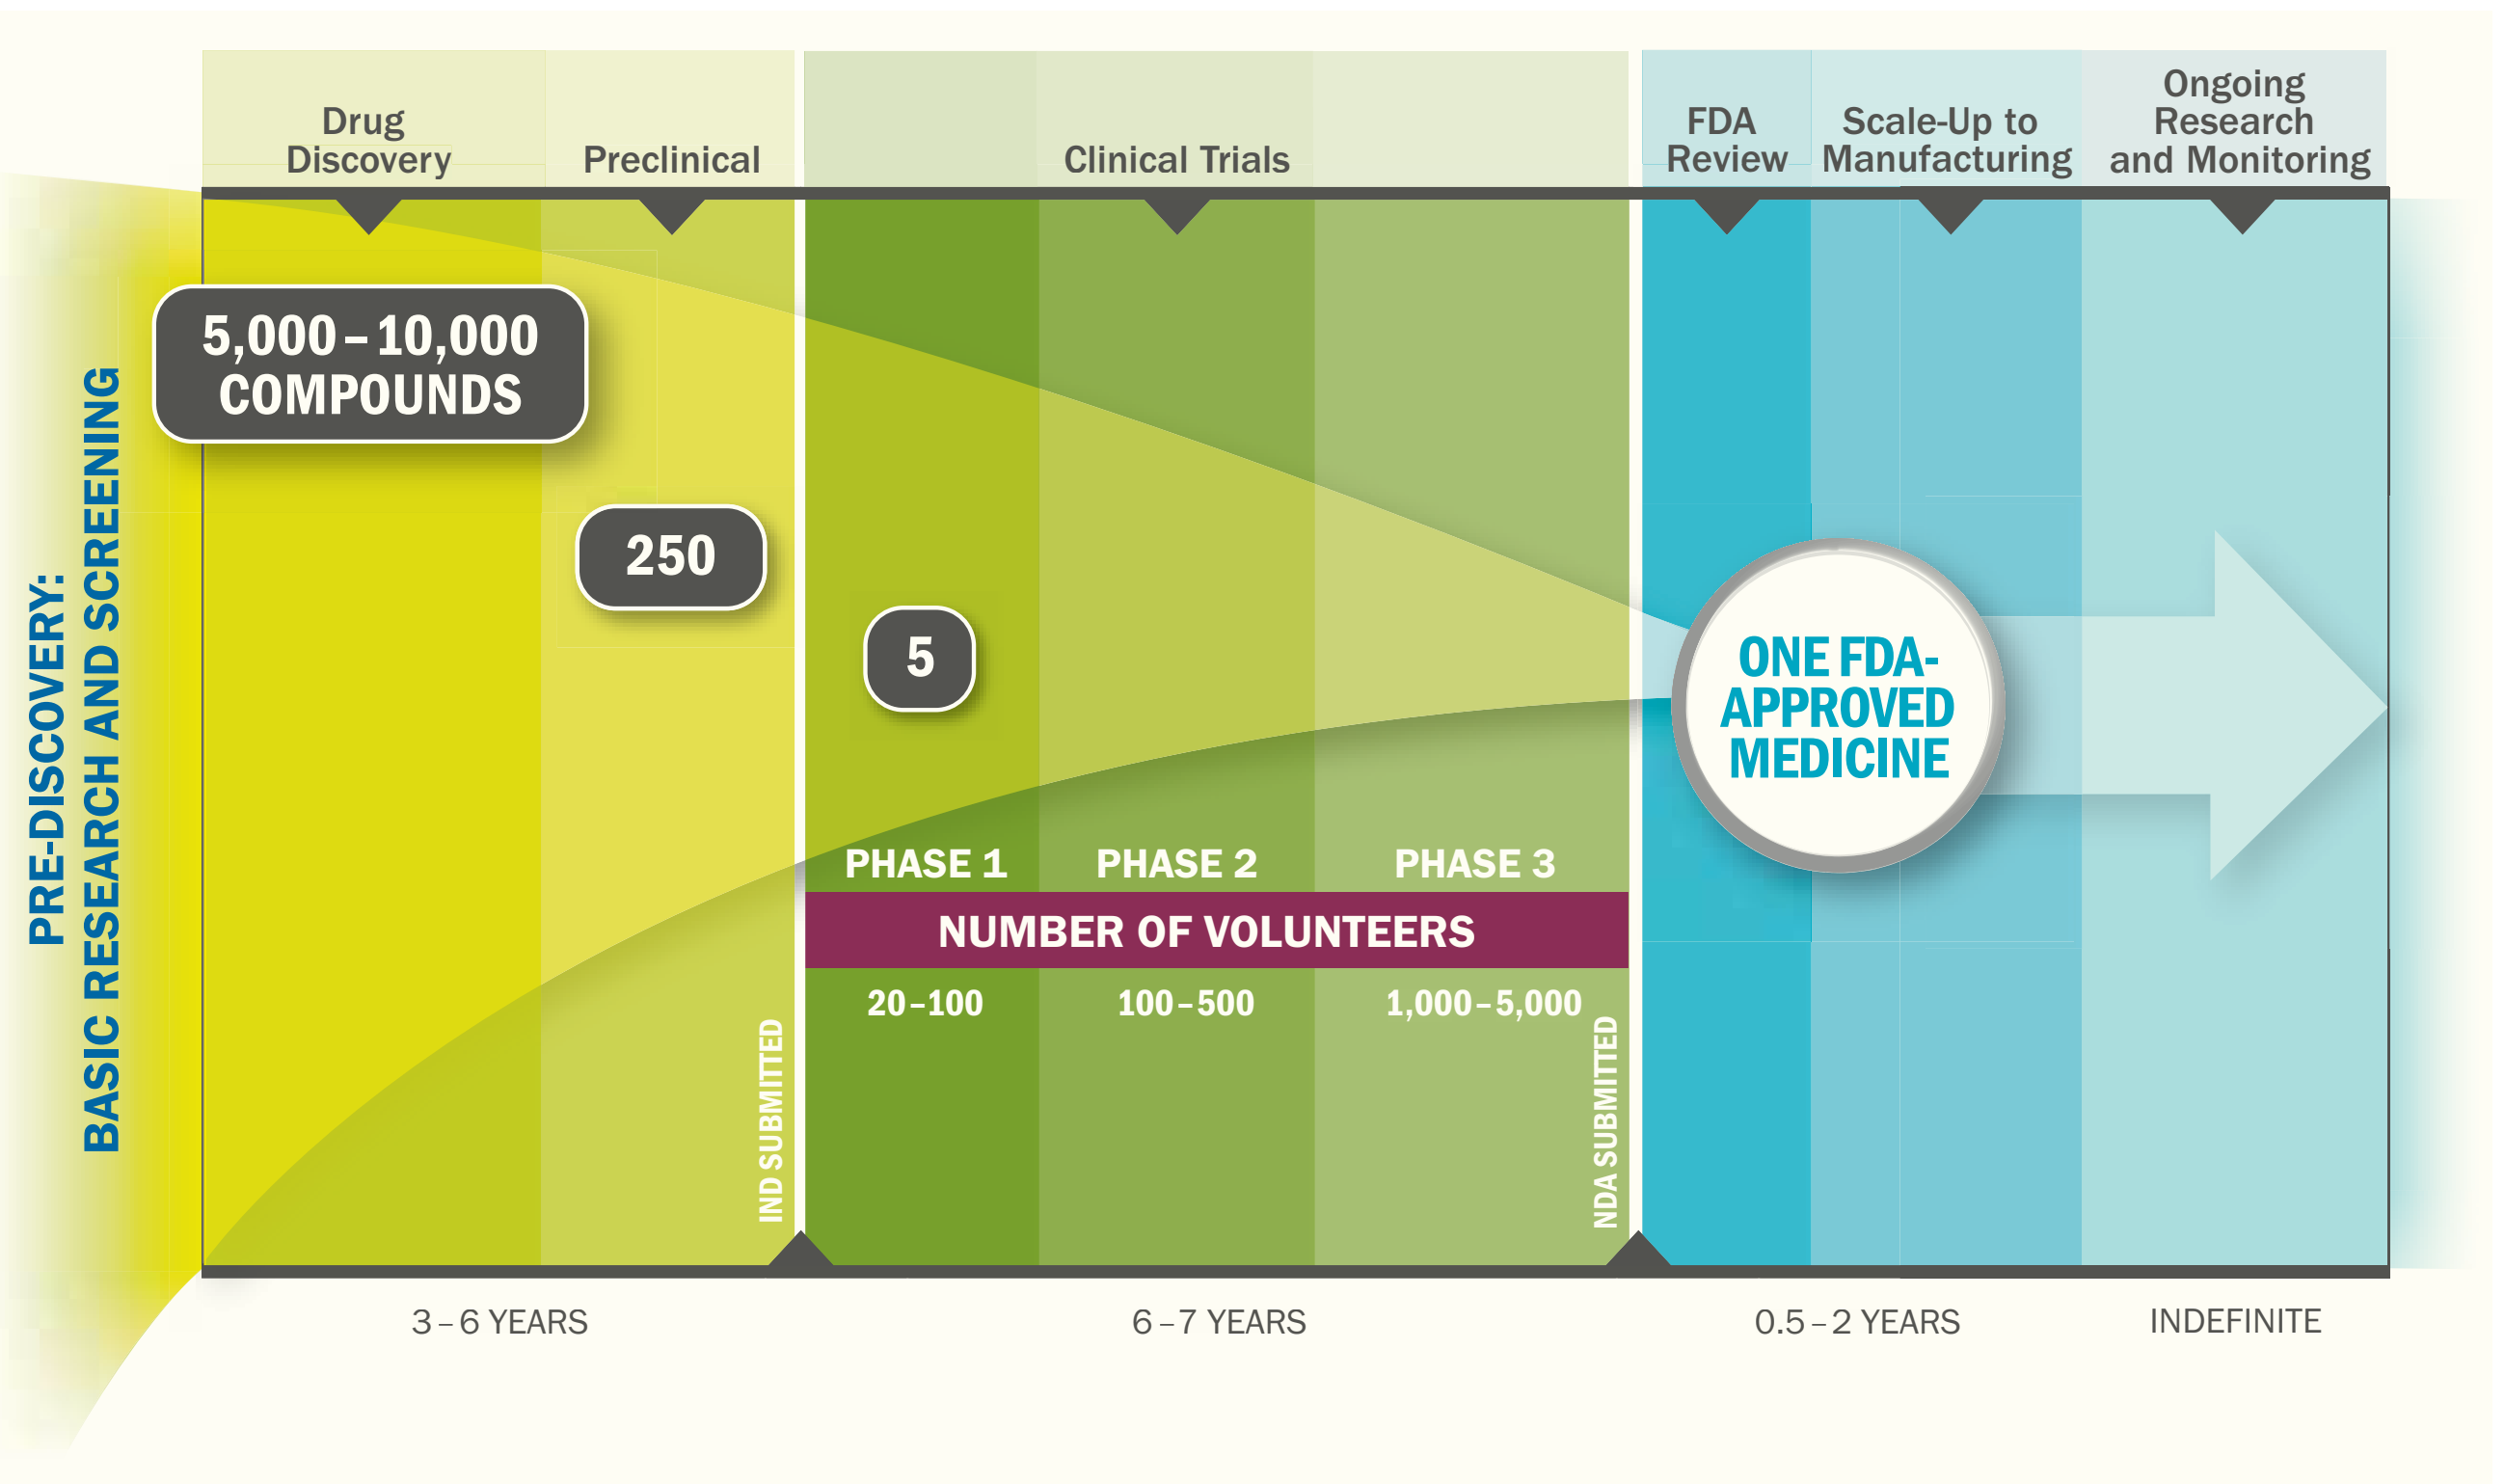 Drug
Discovery
Preclinical
Clinical Trials
FDA
Review
Scale-Up to
Manufacturing
Ongoing
Research
and Monitoring
PRE-DISCOVERY:
BASIC RESEARCH AND SCREENING
5,000–10,000
COMPOUNDS
250
5
ONE FDA-
APPROVED
MEDICINE
PHASE 1
PHASE 2
PHASE 3
NUMBER OF VOLUNTEERS
20–100
100–500
1,000–5,000
IND SUBMITTED
NDA SUBMITTED
3–6 YEARS
6–7 YEARS
0.5–2 YEARS
INDEFINITE